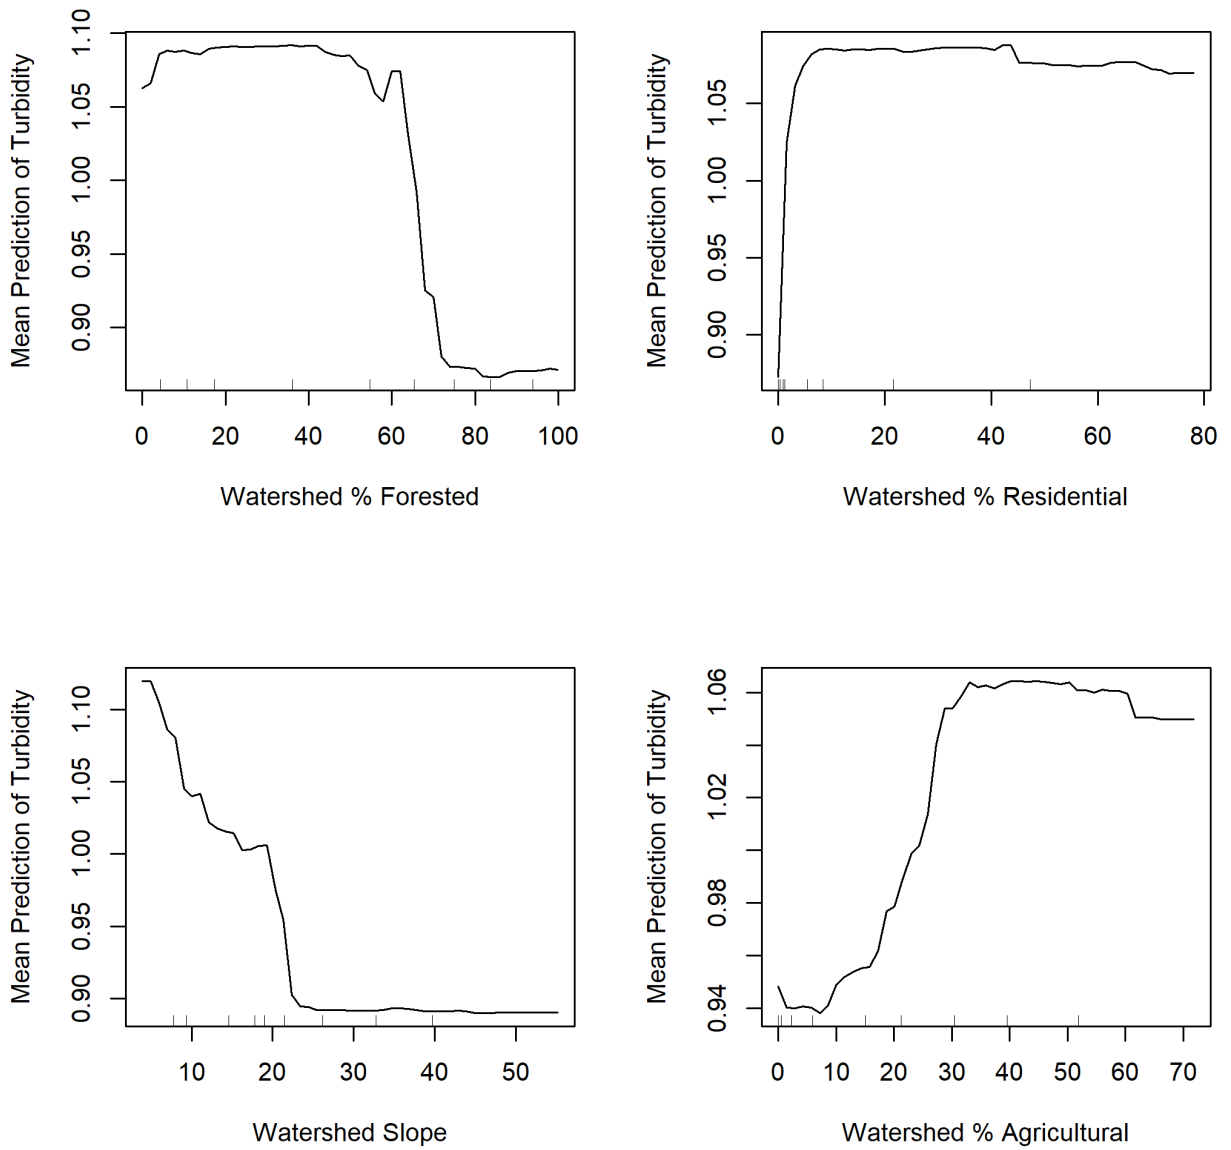 Mean Prediction of Turbidity
1.10
1.05
1.00
0.95
0.90
0 20 40 60 80 100
Watershed % Forested
Mean Prediction of Turbidity
1.05
1.00
0.95
0.90
0 20 40 60 80
Watershed % Residential
Mean Prediction of Turbidity
1.10
1.05
1.00
0.95
0.90
10 20 30 40 50
Watershed Slope
Mean Prediction of Turbidity
1.06
1.02
0.98
0.94
0 10 20 30 40 50 60 70
Watershed % Agricultural